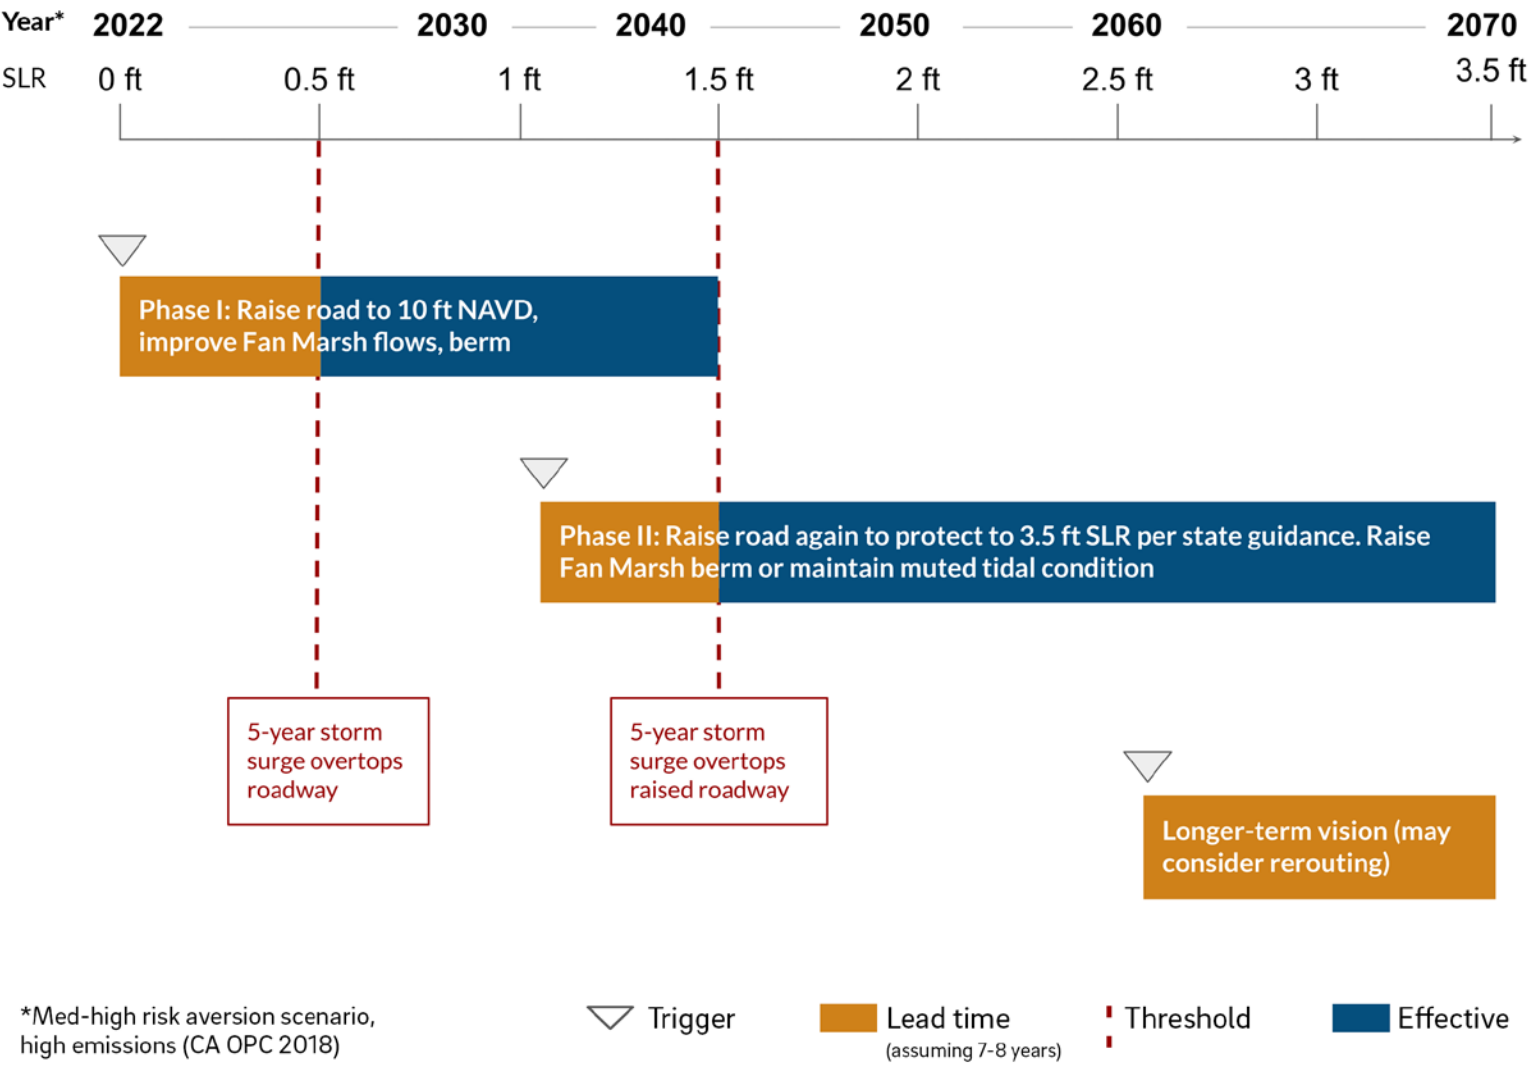 Year* 2022 2030 2040 2050 2060 2070
SLR 0 ft 0.5 ft 1 ft 1.5 ft 2 ft 2.5 ft 3 ft 3.5 ft
Phase I: Raise road to 10 ft NAVD,
improve Fan Marsh flows, berm
Phase II: Raise road again to protect to 3.5 ft SLR per state guidance. Raise
Fan Marsh berm or maintain muted tidal condition
5-year storm
surge overtops
roadway
5-year storm
surge overtops
raised roadway
Longer-term vision (may
consider rerouting)
*Med-high risk aversion scenario,
high emissions (CA OPC 2018)
Trigger
Lead time
(assuming 7-8 years)
Threshold
Effective